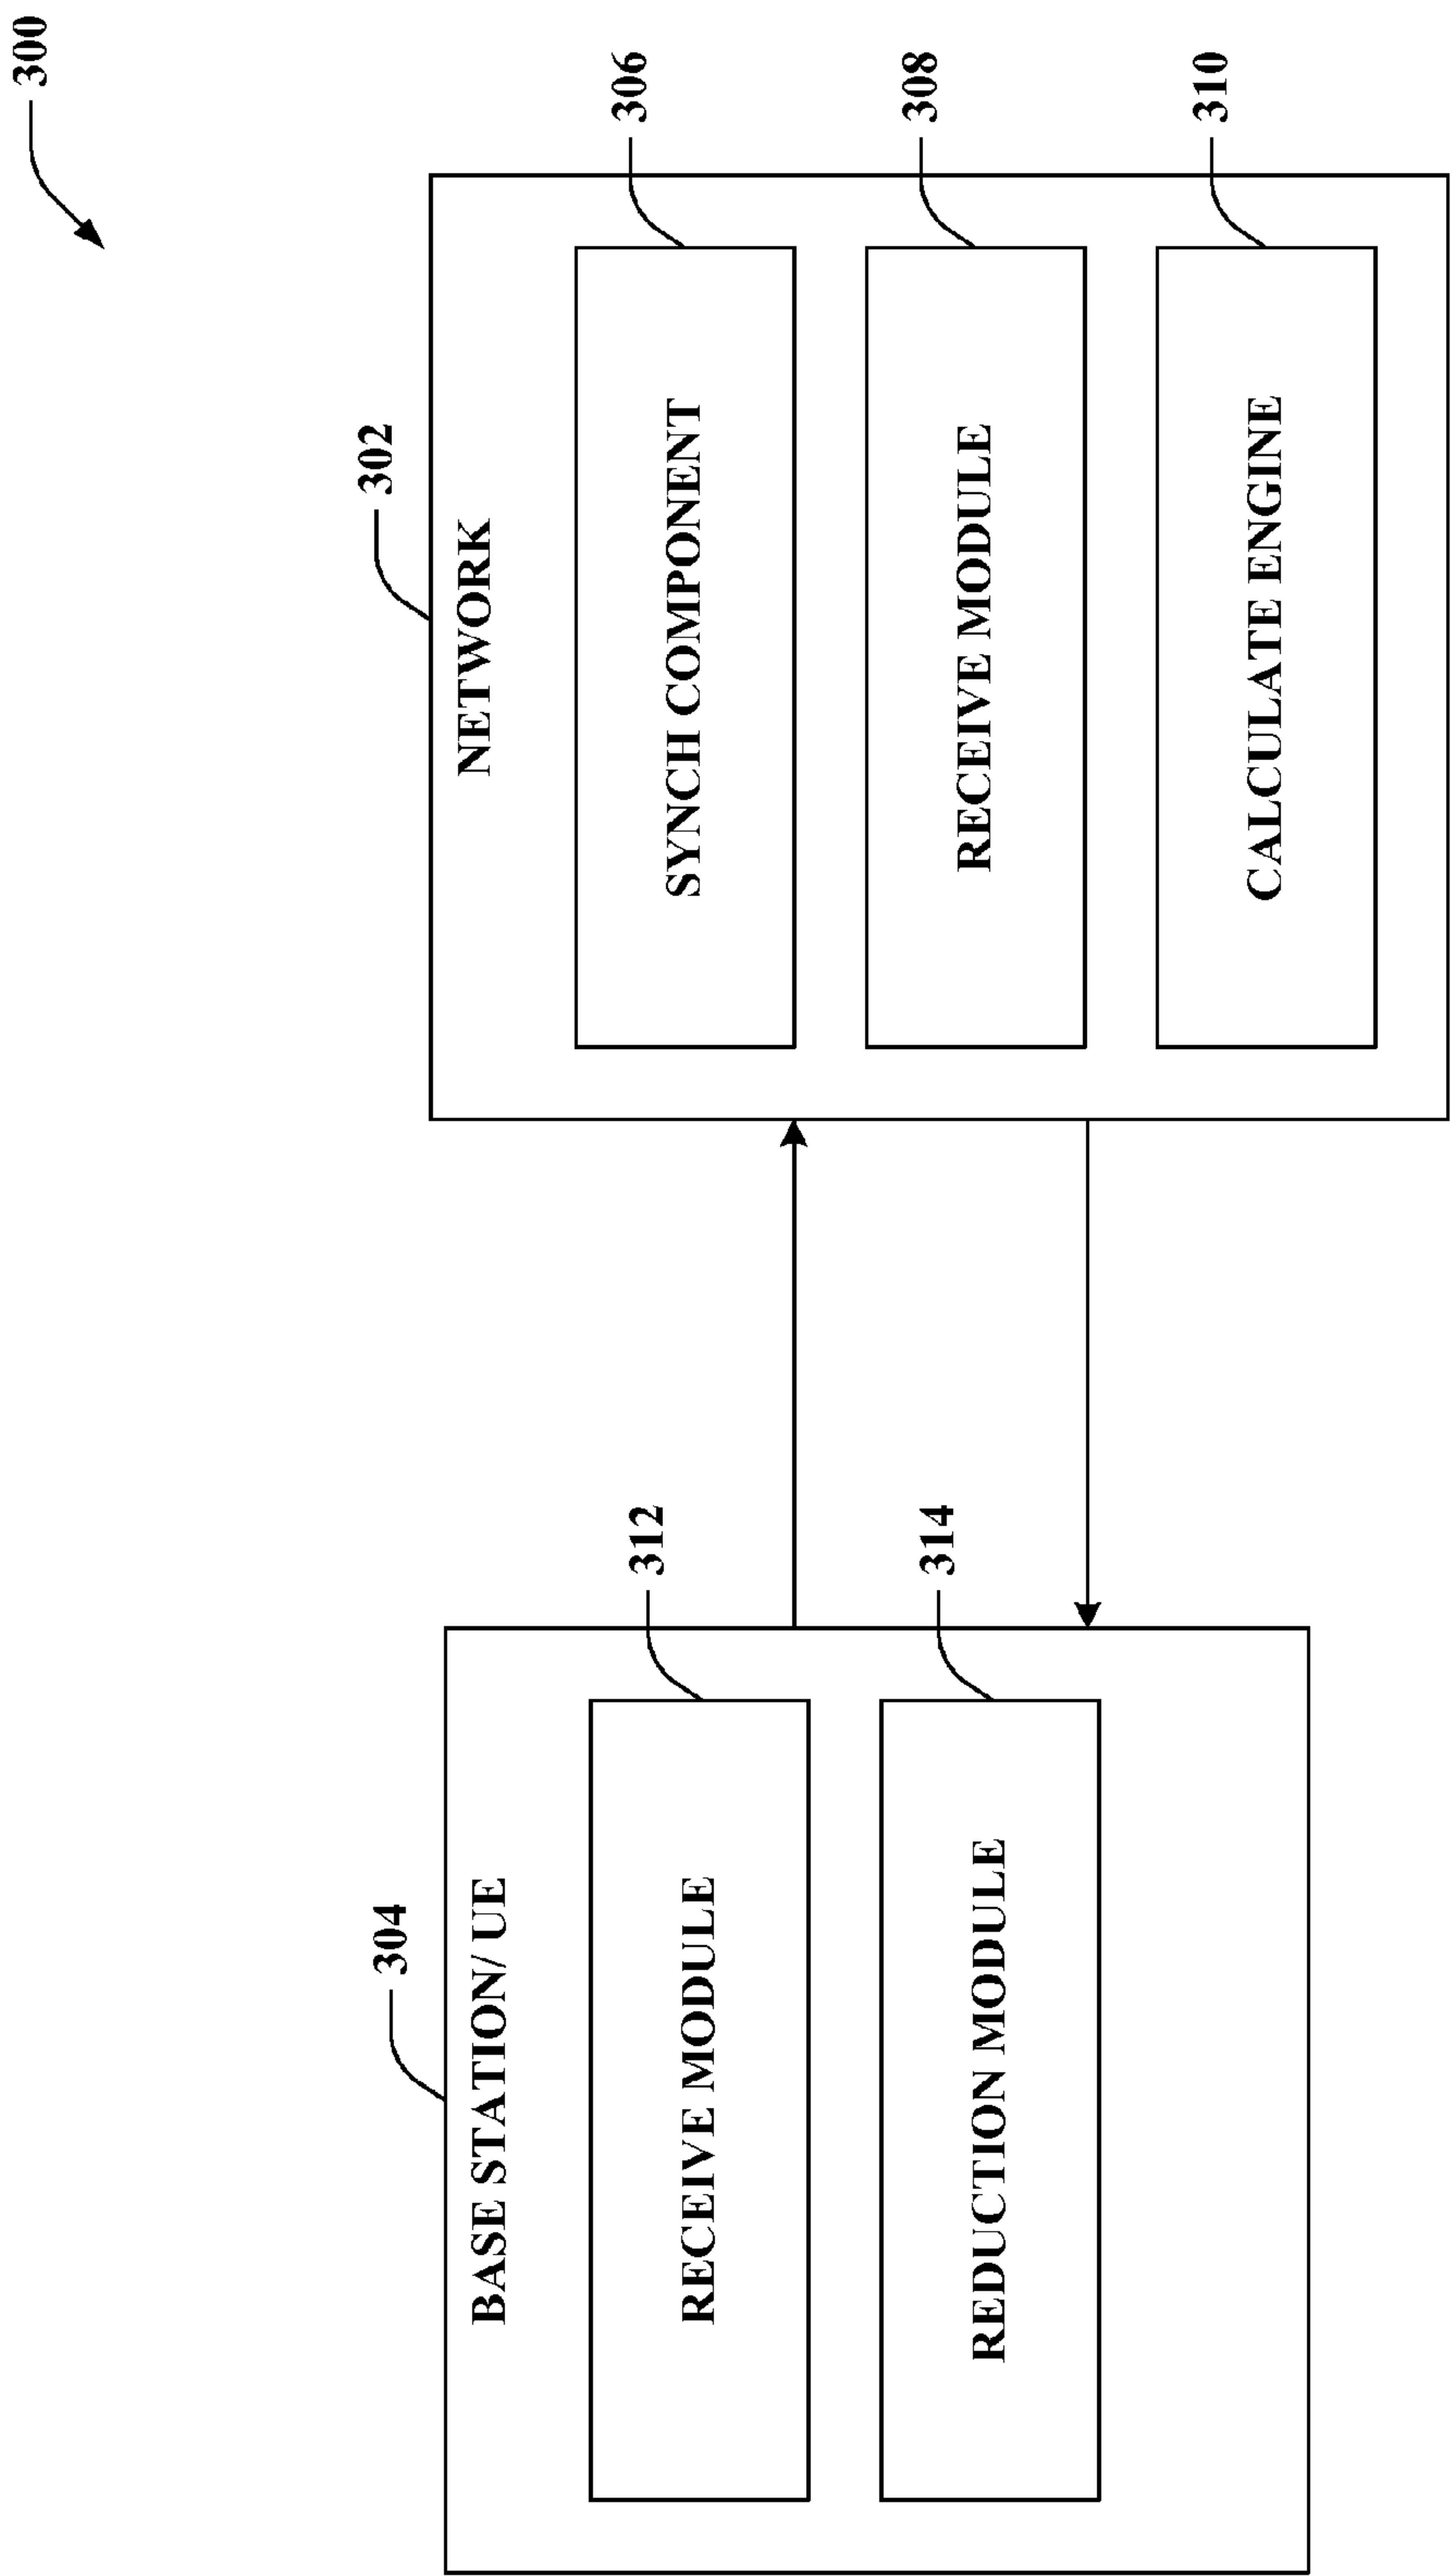 300
304
BASE STATION/ UE
312
RECEIVE MODULE
314
REDUCTION MODULE
302
NETWORK
306
SYNCH COMPONENT
308
RECEIVE MODULE
310
CALCULATE ENGINE